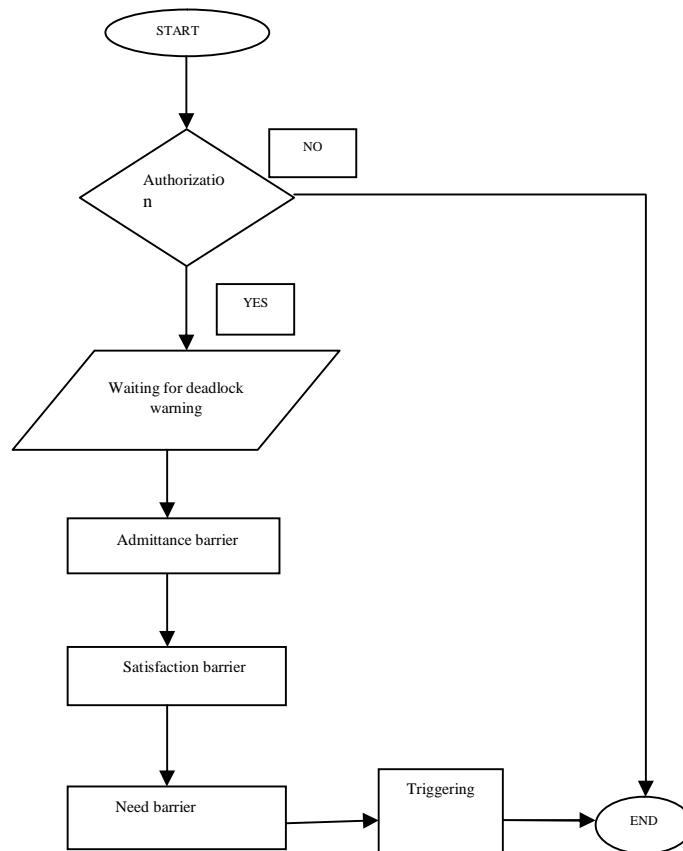 START
NO
Authorizatio
n
YES
Waiting for deadlock
warning
Admittance barrier
Satisfaction barrier
Need barrier
Triggering
END